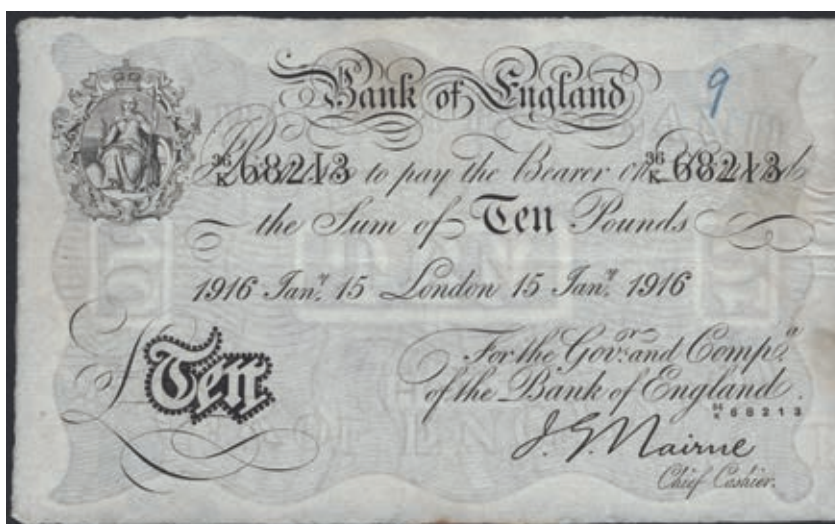 Bank of England
9
I Promise to pay the Bearer on Demand
36/K 68213 36/K 68213
the Sum of Ten Pounds
1916 Jany. 15 London 15 Jany. 1916
£Ten
For the Govr. and Compa.
of the Bank of England.
36/K 68213
J. G. Nairne
Chief Cashier.